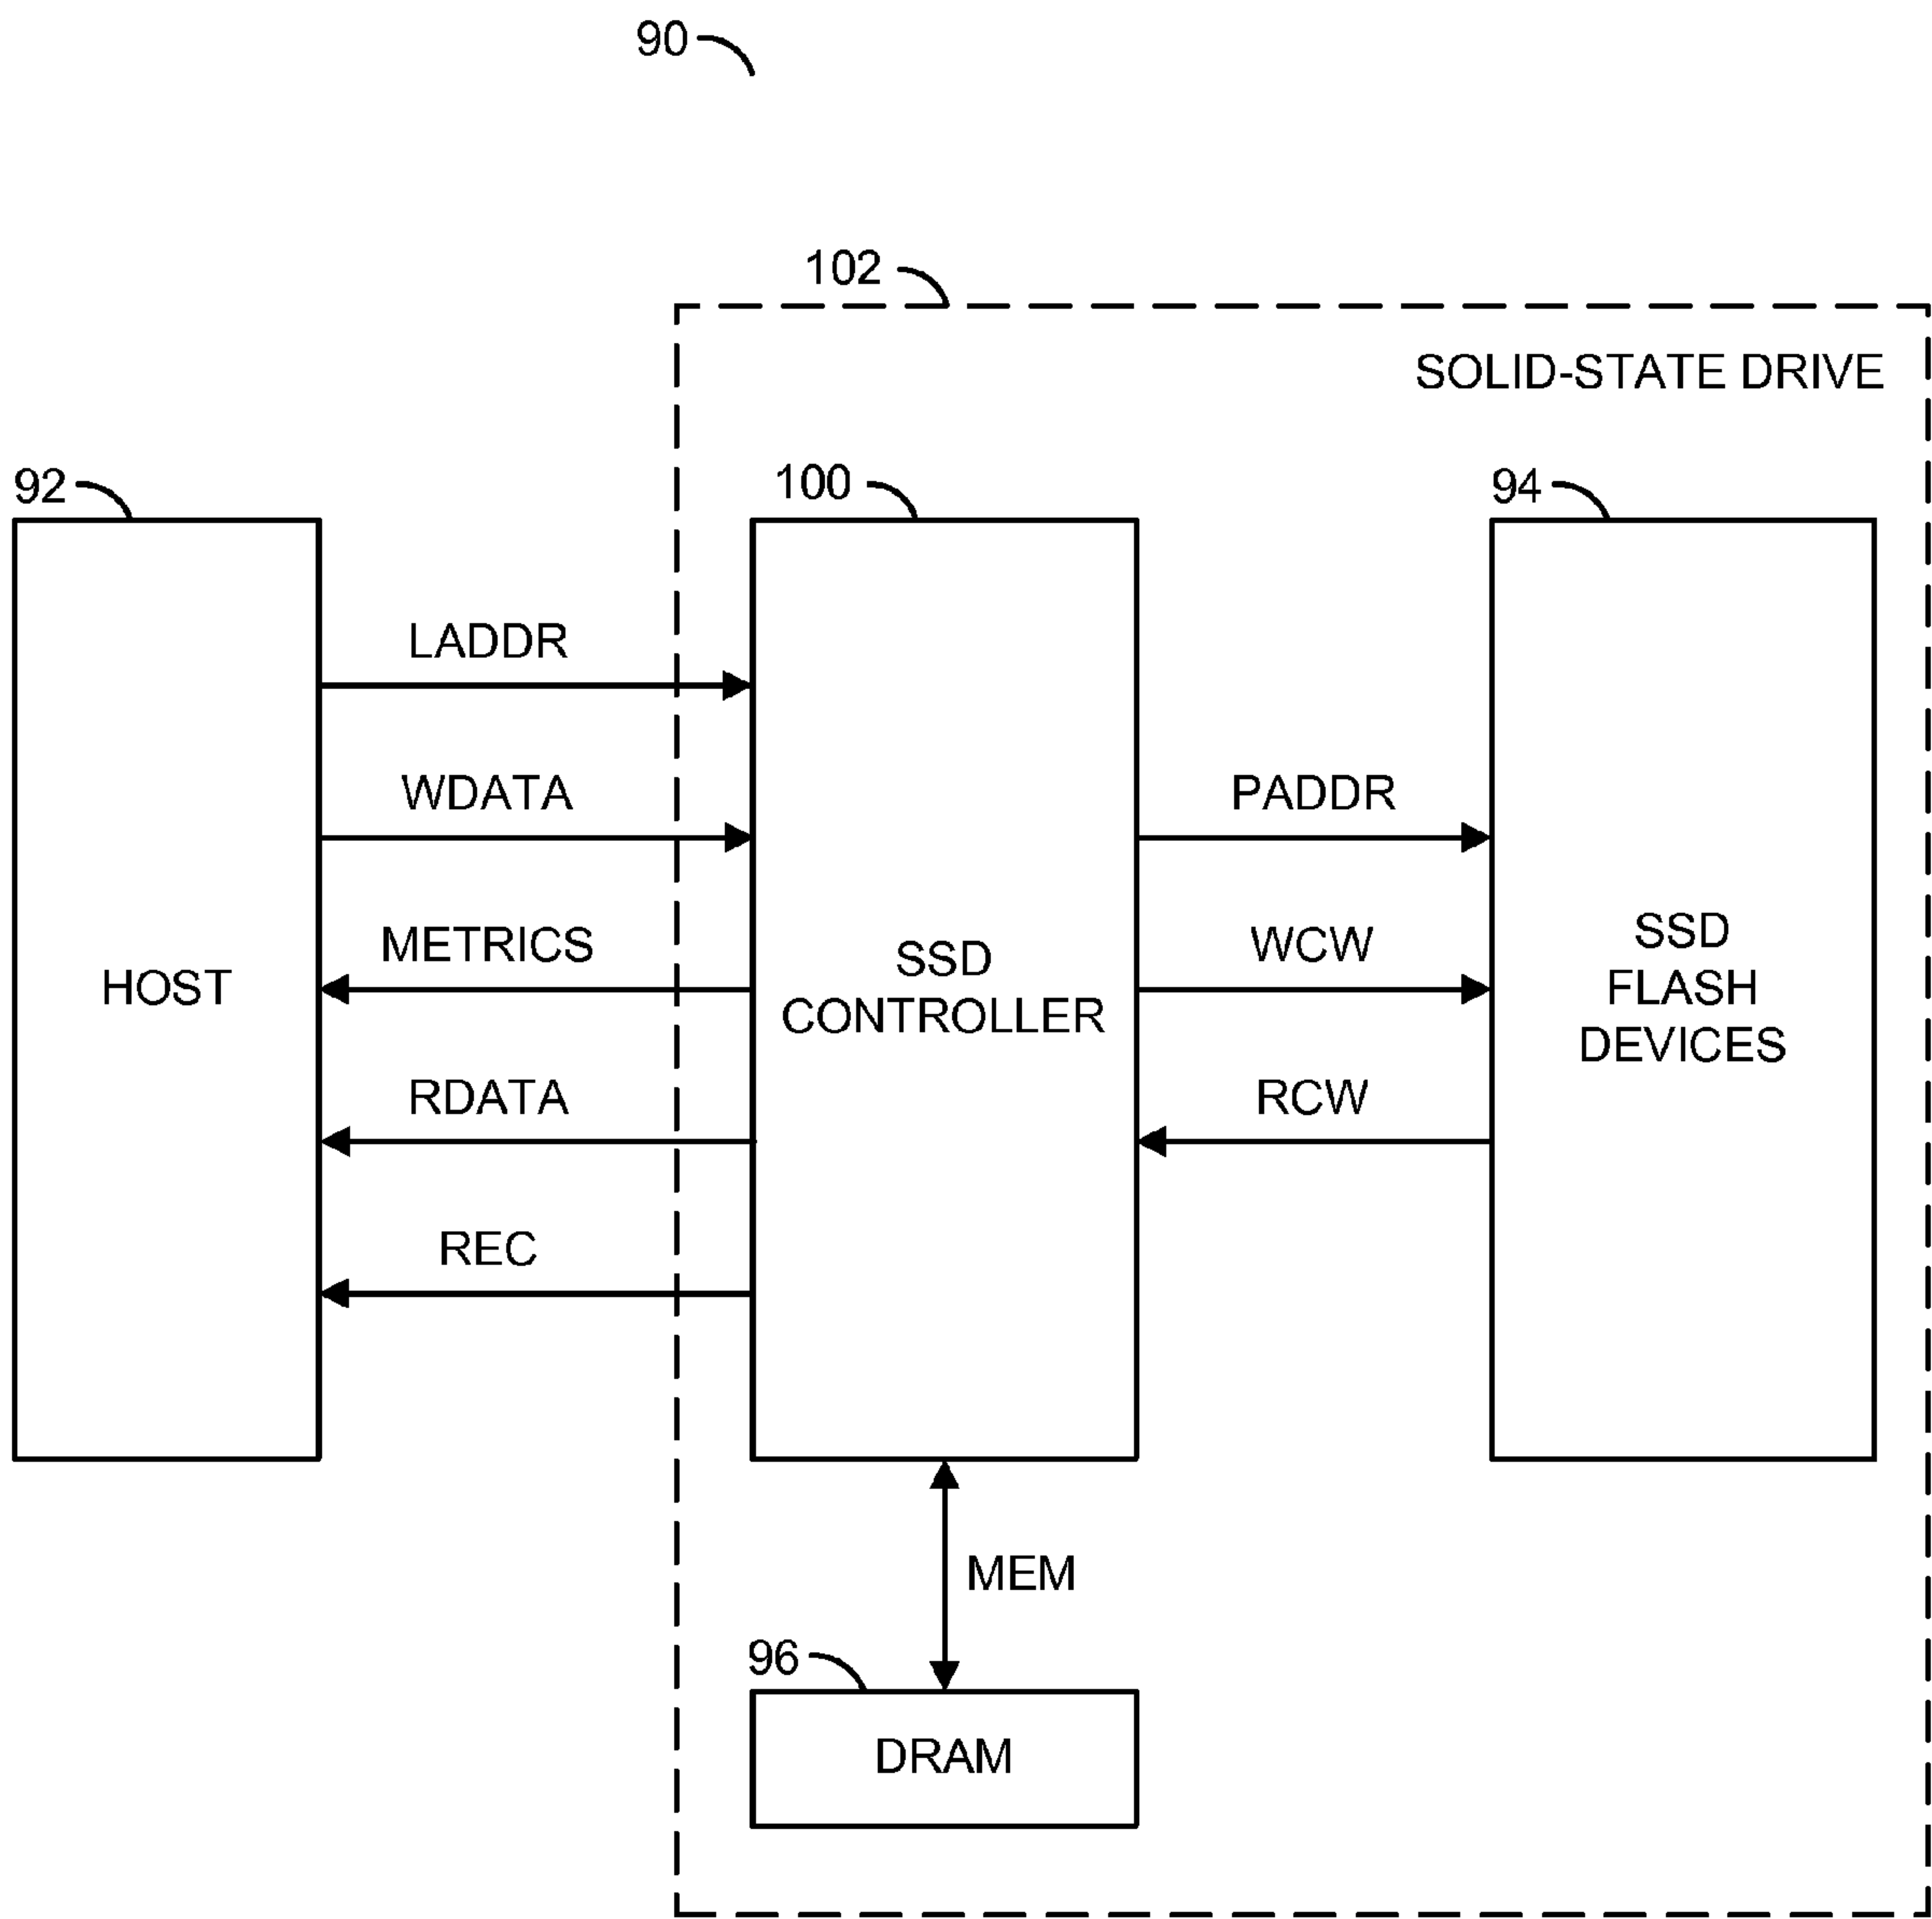 90
102
SOLID-STATE DRIVE
92
100
94
LADDR
WDATA
PADDR
METRICS
WCW
HOST
SSD
CONTROLLER
SSD
FLASH
DEVICES
RDATA
RCW
REC
MEM
96
DRAM